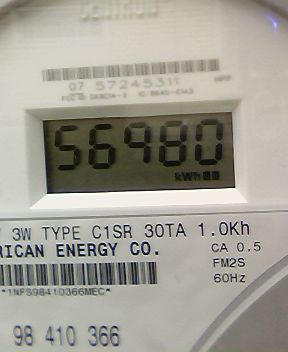 07 57245311
56980
kWh
3W TYPE C1SR 30TA 1.0Kh
RICAN ENERGY CO.
CA 0.5
FM2S
60Hz
*1NFS98410366MEC*
98 410 366